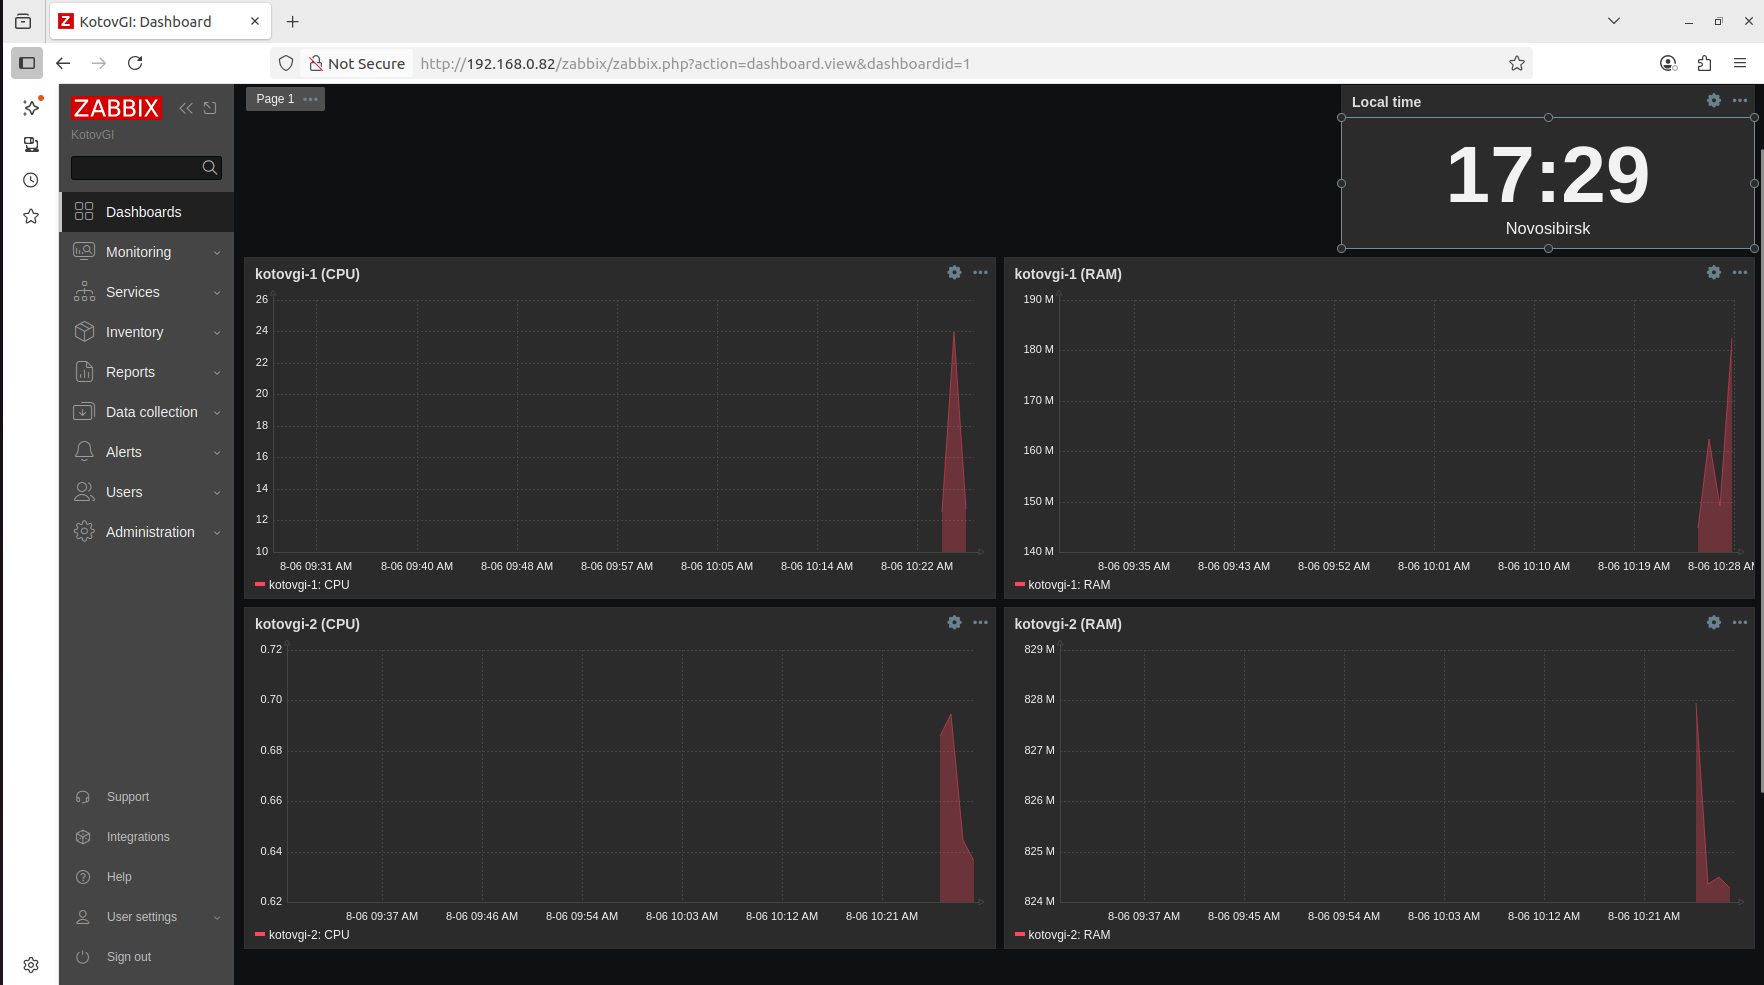 KotovGI: Dashboard
Not Secure
http://192.168.0.82/zabbix/zabbix.php?action=dashboard.view&dashboardid=1
ZABBIX
KotovGI
Dashboards
Monitoring
Services
Inventory
Reports
Data collection
Alerts
Users
Administration
Support
Integrations
Help
User settings
Sign out
Page 1
Local time
17:29
Novosibirsk
kotovgi-1 (CPU)
26
24
22
20
18
16
14
12
10
8-06 09:31 AM 8-06 09:40 AM 8-06 09:48 AM 8-06 09:57 AM 8-06 10:05 AM 8-06 10:14 AM 8-06 10:22 AM
kotovgi-1: CPU
kotovgi-1 (RAM)
190 M
180 M
170 M
160 M
150 M
140 M
8-06 09:35 AM 8-06 09:43 AM 8-06 09:52 AM 8-06 10:01 AM 8-06 10:10 AM 8-06 10:19 AM 8-06 10:28 AM
kotovgi-1: RAM
kotovgi-2 (CPU)
0.72
0.70
0.68
0.66
0.64
0.62
8-06 09:37 AM 8-06 09:46 AM 8-06 09:54 AM 8-06 10:03 AM 8-06 10:12 AM 8-06 10:21 AM
kotovgi-2: CPU
kotovgi-2 (RAM)
829 M
828 M
827 M
826 M
825 M
824 M
8-06 09:37 AM 8-06 09:45 AM 8-06 09:54 AM 8-06 10:03 AM 8-06 10:12 AM 8-06 10:21 AM
kotovgi-2: RAM